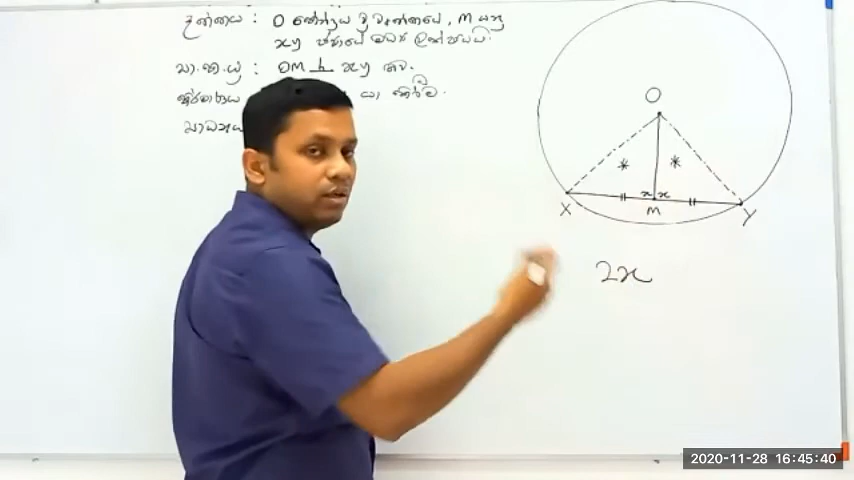 දත්තය : O කේන්ද්‍රය වූ වෘත්තයේ, M යනු
xy ජ්‍යායේ මධ්‍ය ලක්ෂ්‍යයයි.
සා.ක.යු : OM ⊥ xy බව.
නිර්මාණය යා කිරීම.
සාධනය
O
* *
x x
X M Y
2x
2020-11-28 16:45:40